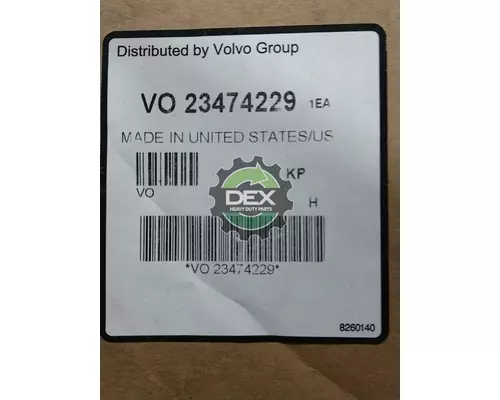 Distributed by Volvo Group
VO 23474229 1EA
MADE IN UNITED STATES/US
KP
VO
DEX
HEAVY DUTY PARTS
H
*VO 23474229*
8260140